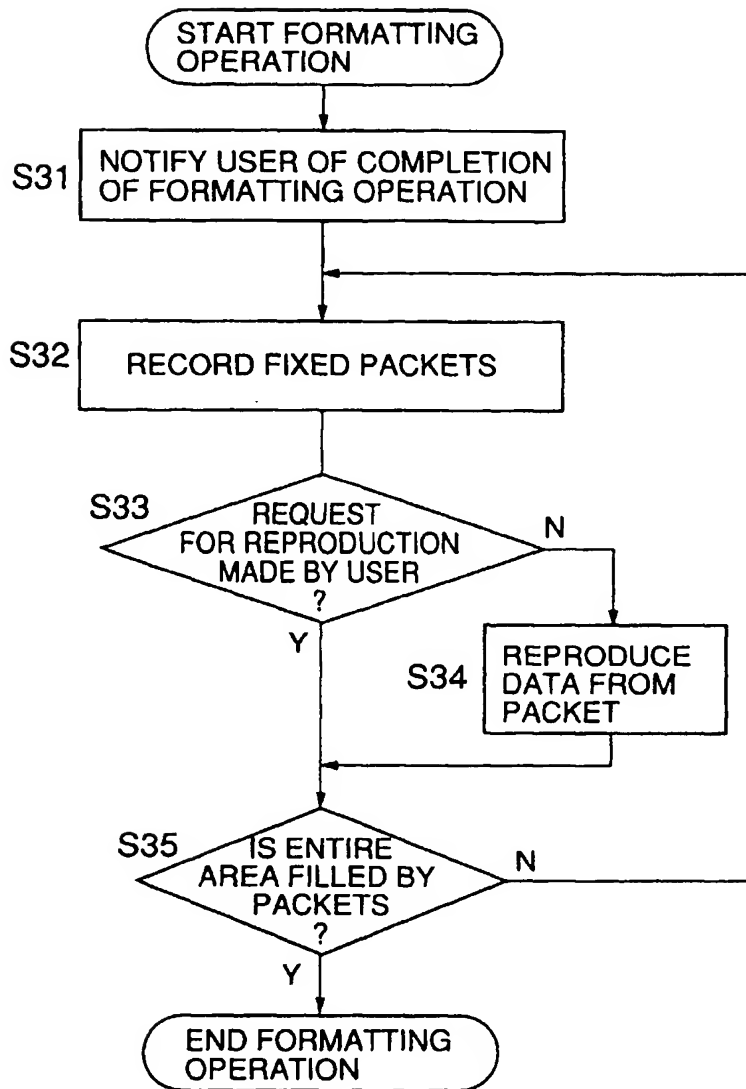 START FORMATTING
OPERATION
S31
NOTIFY USER OF COMPLETION
OF FORMATTING OPERATION
S32
RECORD FIXED PACKETS
S33
REQUEST
FOR REPRODUCTION
MADE BY USER
?
N
Y
S34
REPRODUCE
DATA FROM
PACKET
S35
IS ENTIRE
AREA FILLED BY
PACKETS
?
N
Y
END FORMATTING
OPERATION